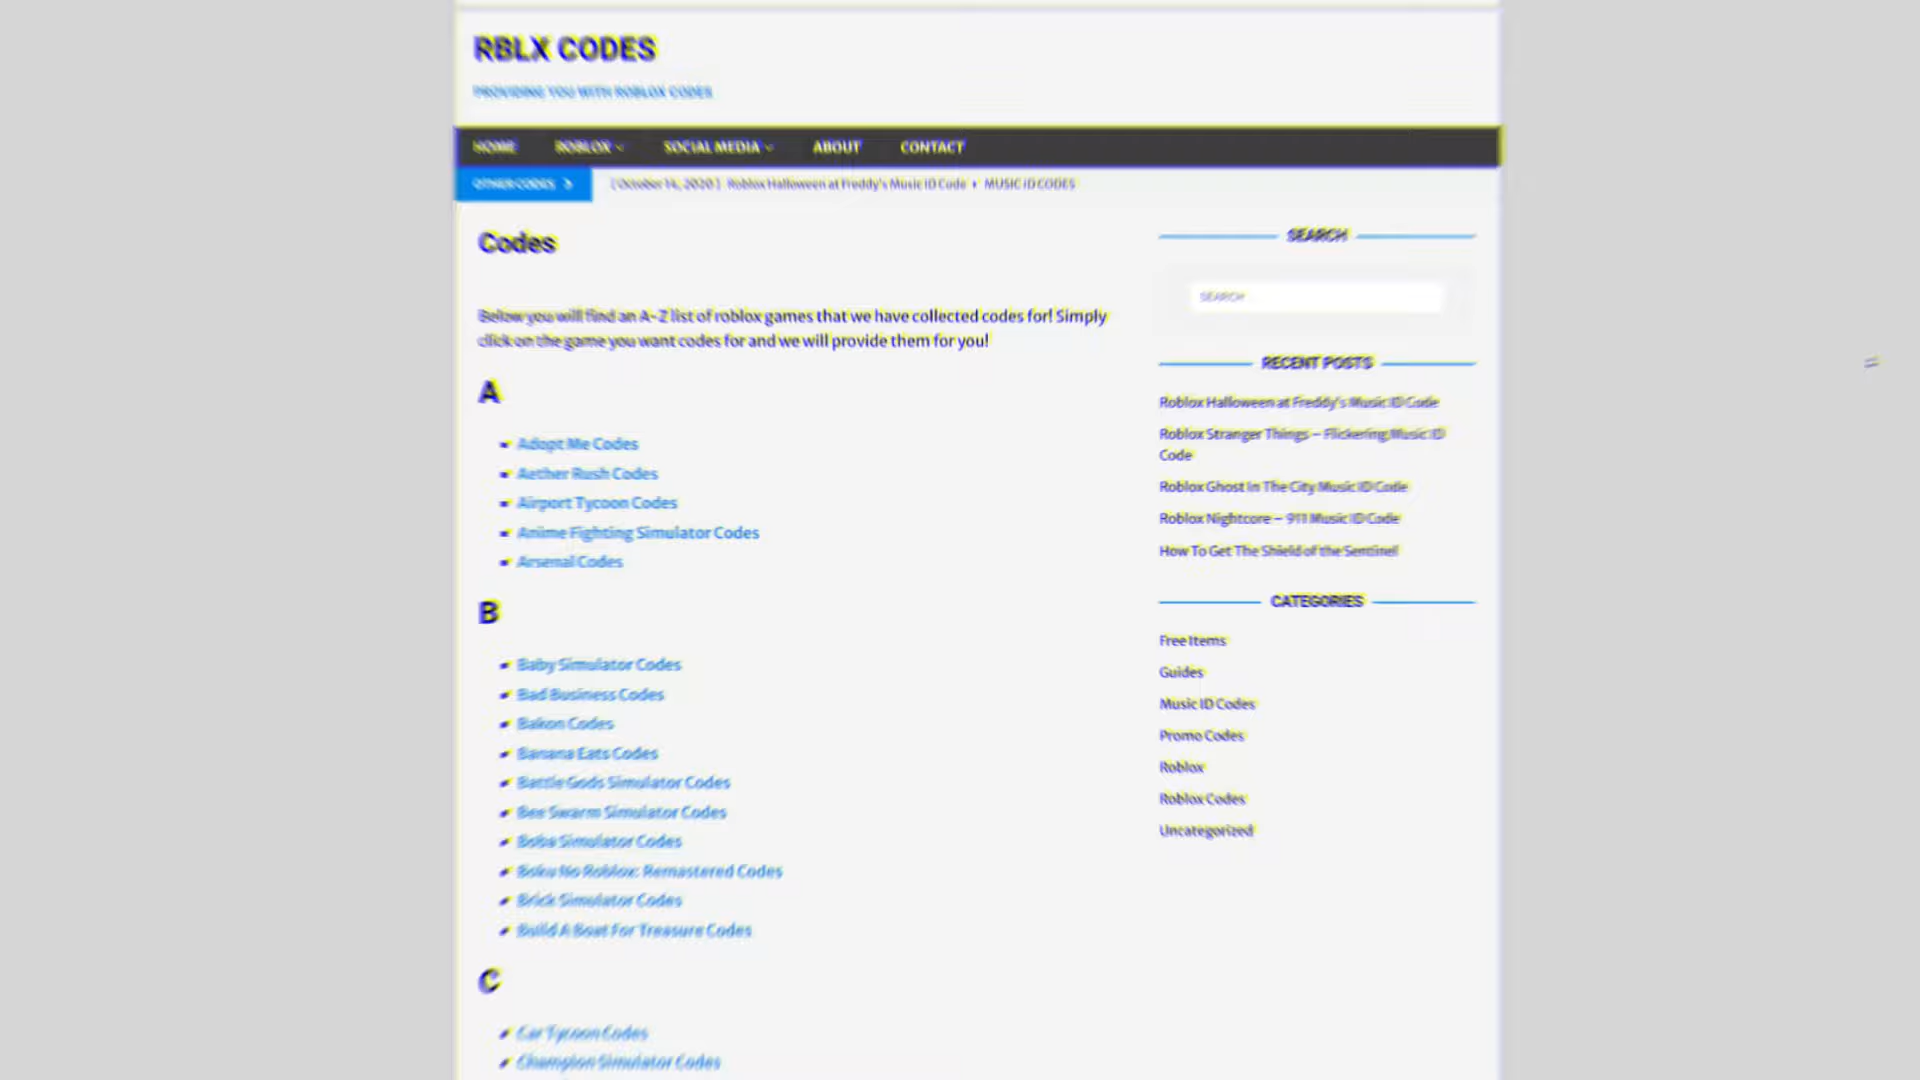 RBLX CODES
PROVIDING YOU WITH ROBLOX CODES
HOME ROBLOX SOCIAL MEDIA ABOUT CONTACT
OTHER CODES [ October 14, 2020 ] Roblox Halloween at Freddy's Music ID Code MUSIC ID CODES
Codes
Below you will find an A-Z list of roblox games that we have collected codes for! Simply
click on the game you want codes for and we will provide them for you!
A
Adopt Me Codes
Aether Rush Codes
Airport Tycoon Codes
Anime Fighting Simulator Codes
Arsenal Codes
B
Baby Simulator Codes
Bad Business Codes
Bakon Codes
Banana Eats Codes
Battle Gods Simulator Codes
Bee Swarm Simulator Codes
Boba Simulator Codes
Boku No Roblox: Remastered Codes
Brick Simulator Codes
Build A Boat For Treasure Codes
C
Car Tycoon Codes
Champion Simulator Codes
SEARCH
SEARCH
RECENT POSTS
Roblox Halloween at Freddy's Music ID Code
Roblox Stranger Things – Flickering Music ID
Code
Roblox Ghost In The City Music ID Code
Roblox Nightcore – 911 Music ID Code
How To Get The Shield of the Sentinel
CATEGORIES
Free Items
Guides
Music ID Codes
Promo Codes
Roblox
Roblox Codes
Uncategorized